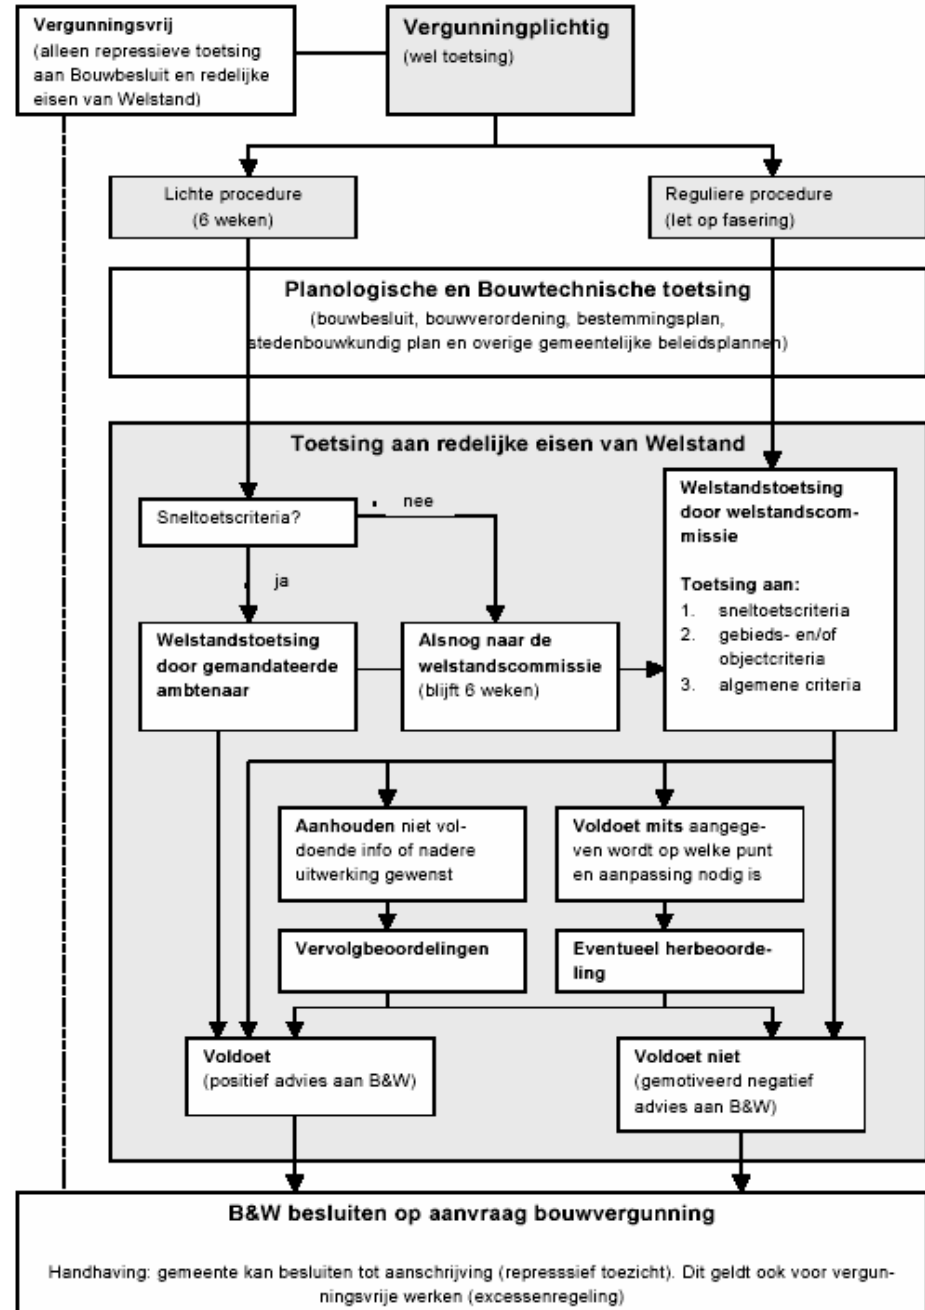 Vergunningsvrij
(alleen repressieve toetsing
aan Bouwbesluit en redelijke
eisen van Welstand)
Vergunningplichtig
(wel toetsing)
Lichte procedure
(6 weken)
Reguliere procedure
(let op fasering)
Planologische en Bouwtechnische toetsing
(bouwbesluit, bouwverordening, bestemmingsplan,
stedenbouwkundig plan en overige gemeentelijke beleidsplannen)
Toetsing aan redelijke eisen van Welstand
Sneltoetscriteria?
nee
ja
Welstandstoetsing
door welstandscom-
missie
Toetsing aan:
1. sneltoetscriteria
2. gebieds- en/of
objectcriteria
3. algemene criteria
Welstandstoetsing
door gemandateerde
ambtenaar
Alsnog naar de
welstandscommissie
(blijft 6 weken)
Aanhouden niet vol-
doende info of nadere
uitwerking gewenst
Voldoet mits aangege-
ven wordt op welke punt
en aanpassing nodig is
Vervolgbeoordelingen
Eventueel herbeoorde-
ling
Voldoet
(positief advies aan B&W)
Voldoet niet
(gemotiveerd negatief
advies aan B&W)
B&W besluiten op aanvraag bouwvergunning
Handhaving: gemeente kan besluiten tot aanschrijving (represssief toezicht). Dit geldt ook voor vergun-
ningsvrije werken (excessenregeling)